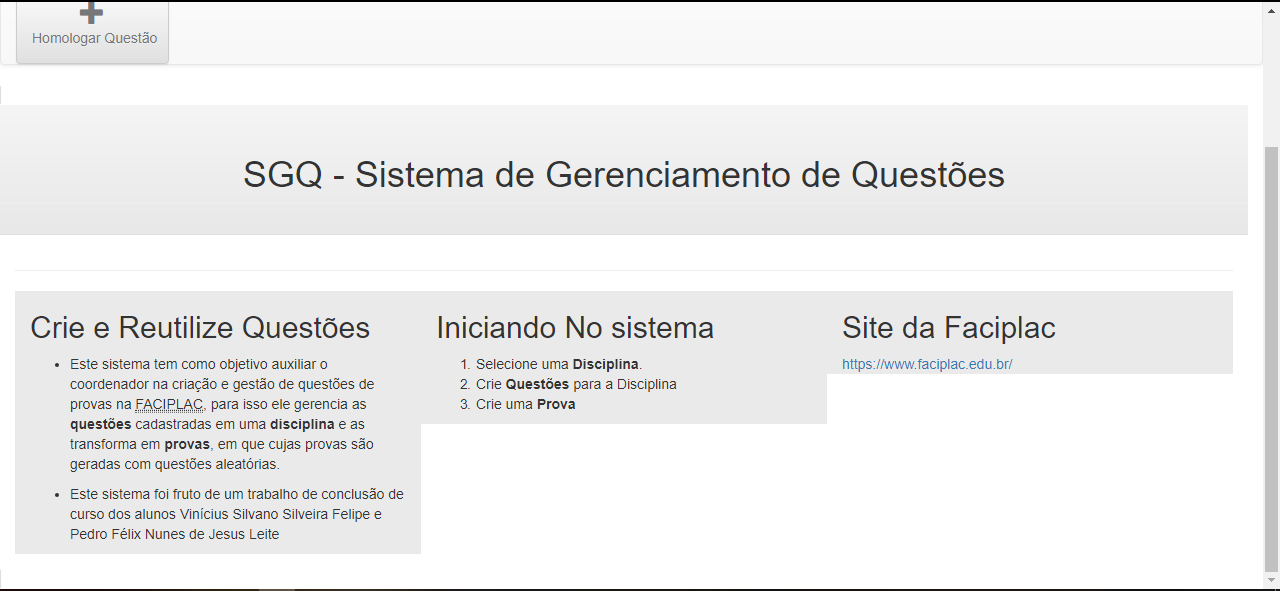 Homologar Questão
SGQ - Sistema de Gerenciamento de Questões
Crie e Reutilize Questões
• Este sistema tem como objetivo auxiliar o
coordenador na criação e gestão de questões de
provas na FACIPLAC, para isso ele gerencia as
questões cadastradas em uma disciplina e as
transforma em provas, em que cujas provas são
geradas com questões aleatórias.
• Este sistema foi fruto de um trabalho de conclusão de
curso dos alunos Vinícius Silvano Silveira Felipe e
Pedro Félix Nunes de Jesus Leite
Iniciando No sistema
1. Selecione uma Disciplina.
2. Crie Questões para a Disciplina
3. Crie uma Prova
Site da Faciplac
https://www.faciplac.edu.br/